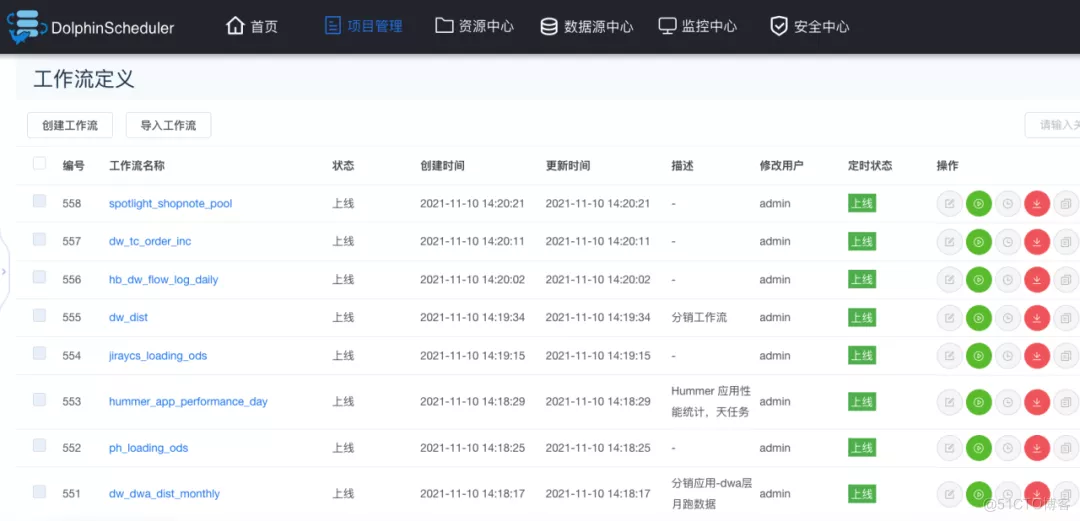 DolphinScheduler 首页 项目管理 资源中心 数据源中心 监控中心 安全中心
工作流定义
创建工作流 导入工作流 请输入关
编号 工作流名称 状态 创建时间 更新时间 描述 修改用户 定时状态 操作
558 spotlight_shopnote_pool 上线 2021-11-10 14:20:21 2021-11-10 14:20:21 - admin 上线
557 dw_tc_order_inc 上线 2021-11-10 14:20:11 2021-11-10 14:20:11 - admin 上线
556 hb_dw_flow_log_daily 上线 2021-11-10 14:20:02 2021-11-10 14:20:02 - admin 上线
555 dw_dist 上线 2021-11-10 14:19:34 2021-11-10 14:19:34 分销工作流 admin 上线
554 jiraycs_loading_ods 上线 2021-11-10 14:19:15 2021-11-10 14:19:15 - admin 上线
553 hummer_app_performance_day 上线 2021-11-10 14:18:29 2021-11-10 14:18:29 Hummer 应用性 admin 上线
能统计，天任务
552 ph_loading_ods 上线 2021-11-10 14:18:25 2021-11-10 14:18:25 - admin 上线
551 dw_dwa_dist_monthly 上线 2021-11-10 14:18:17 2021-11-10 14:18:17 分销应用-dwa层 admin 上线
月跑数据
@51CTO博客